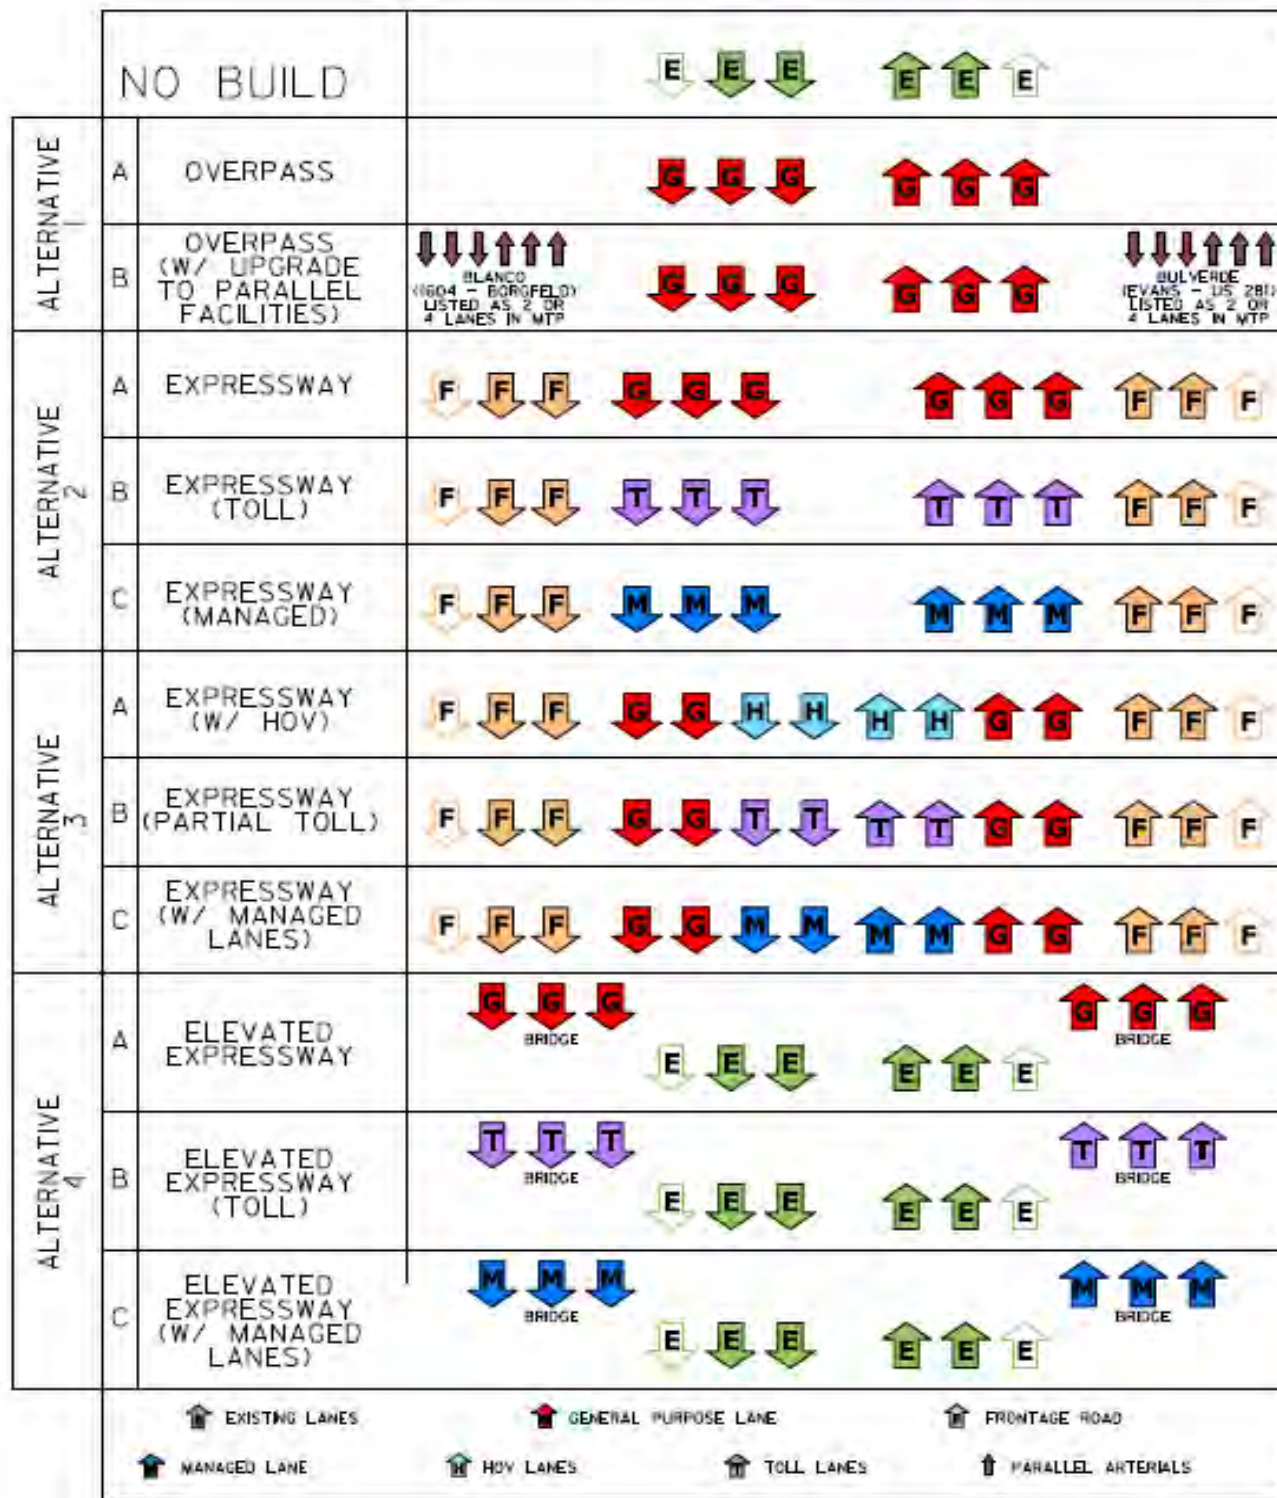 NO BUILD
E E E E E E
ALTERNATIVE
1
A
OVERPASS
G G G G G G
B
OVERPASS
(W/ UPGRADE
TO PARALLEL
FACILITIES)
BLANCO
(1604 - BORGFELD)
LISTED AS 2 OR
4 LANES IN MTP
G G G G G G
BULVERDE
(EVANS - US 281)
LISTED AS 2 OR
4 LANES IN MTP
ALTERNATIVE
2
A
EXPRESSWAY
F F F G G G G G G F F F
B
EXPRESSWAY
(TOLL)
F F F T T T T T T F F F
C
EXPRESSWAY
(MANAGED)
F F F M M M M M M F F F
ALTERNATIVE
3
A
EXPRESSWAY
(W/ HOV)
F F F G G H H H H G G F F F
B
EXPRESSWAY
(PARTIAL TOLL)
F F F G G T T T T G G F F F
C
EXPRESSWAY
(W/ MANAGED
LANES)
F F F G G M M M M G G F F F
ALTERNATIVE
4
A
ELEVATED
EXPRESSWAY
G G G G G G
BRIDGE BRIDGE
E E E E E E
B
ELEVATED
EXPRESSWAY
(TOLL)
T T T T T T
BRIDGE BRIDGE
E E E E E E
C
ELEVATED
EXPRESSWAY
(W/ MANAGED
LANES)
M M M M M M
BRIDGE BRIDGE
E E E E E E
EXISTING LANES GENERAL PURPOSE LANE FRONTAGE ROAD
MANAGED LANE H HOV LANES T TOLL LANES PARALLEL ARTERIALS